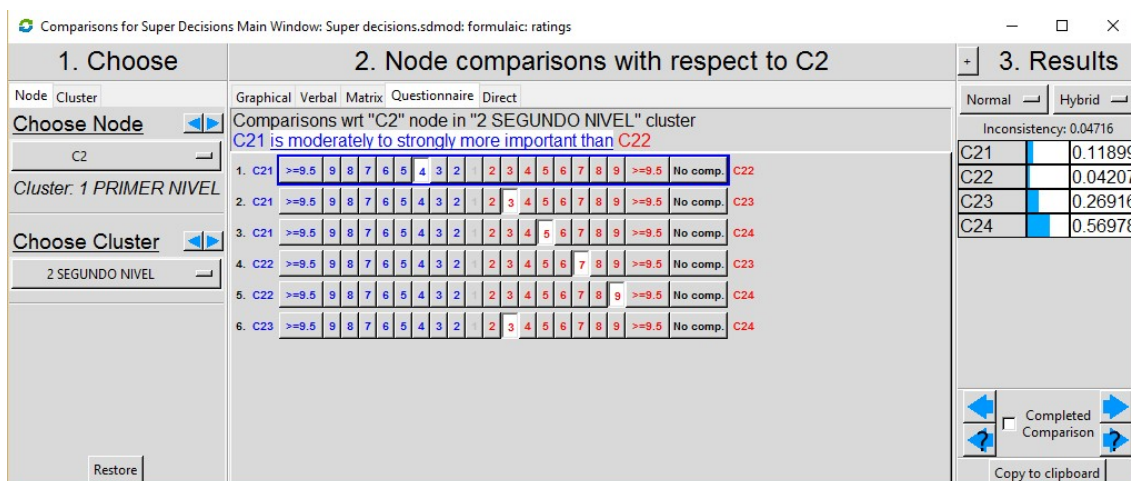 Comparisons for Super Decisions Main Window: Super decisions.sdmod: formulaic: ratings
1. Choose
Node Cluster
Choose Node
C2
Cluster: 1 PRIMER NIVEL
Choose Cluster
2 SEGUNDO NIVEL
Restore
2. Node comparisons with respect to C2
Graphical Verbal Matrix Questionnaire Direct
Comparisons wrt "C2" node in "2 SEGUNDO NIVEL" cluster
C21 is moderately to strongly more important than C22
1. C21 >=9.5 9 8 7 6 5 4 3 2 1 2 3 4 5 6 7 8 9 >=9.5 No comp. C22
2. C21 >=9.5 9 8 7 6 5 4 3 2 1 2 3 4 5 6 7 8 9 >=9.5 No comp. C23
3. C21 >=9.5 9 8 7 6 5 4 3 2 1 2 3 4 5 6 7 8 9 >=9.5 No comp. C24
4. C22 >=9.5 9 8 7 6 5 4 3 2 1 2 3 4 5 6 7 8 9 >=9.5 No comp. C23
5. C22 >=9.5 9 8 7 6 5 4 3 2 1 2 3 4 5 6 7 8 9 >=9.5 No comp. C24
6. C23 >=9.5 9 8 7 6 5 4 3 2 1 2 3 4 5 6 7 8 9 >=9.5 No comp. C24
+ 3. Results
Normal Hybrid
Inconsistency: 0.04716
C21 0.11899
C22 0.04207
C23 0.26916
C24 0.56978
Completed
Comparison
? ?
Copy to clipboard